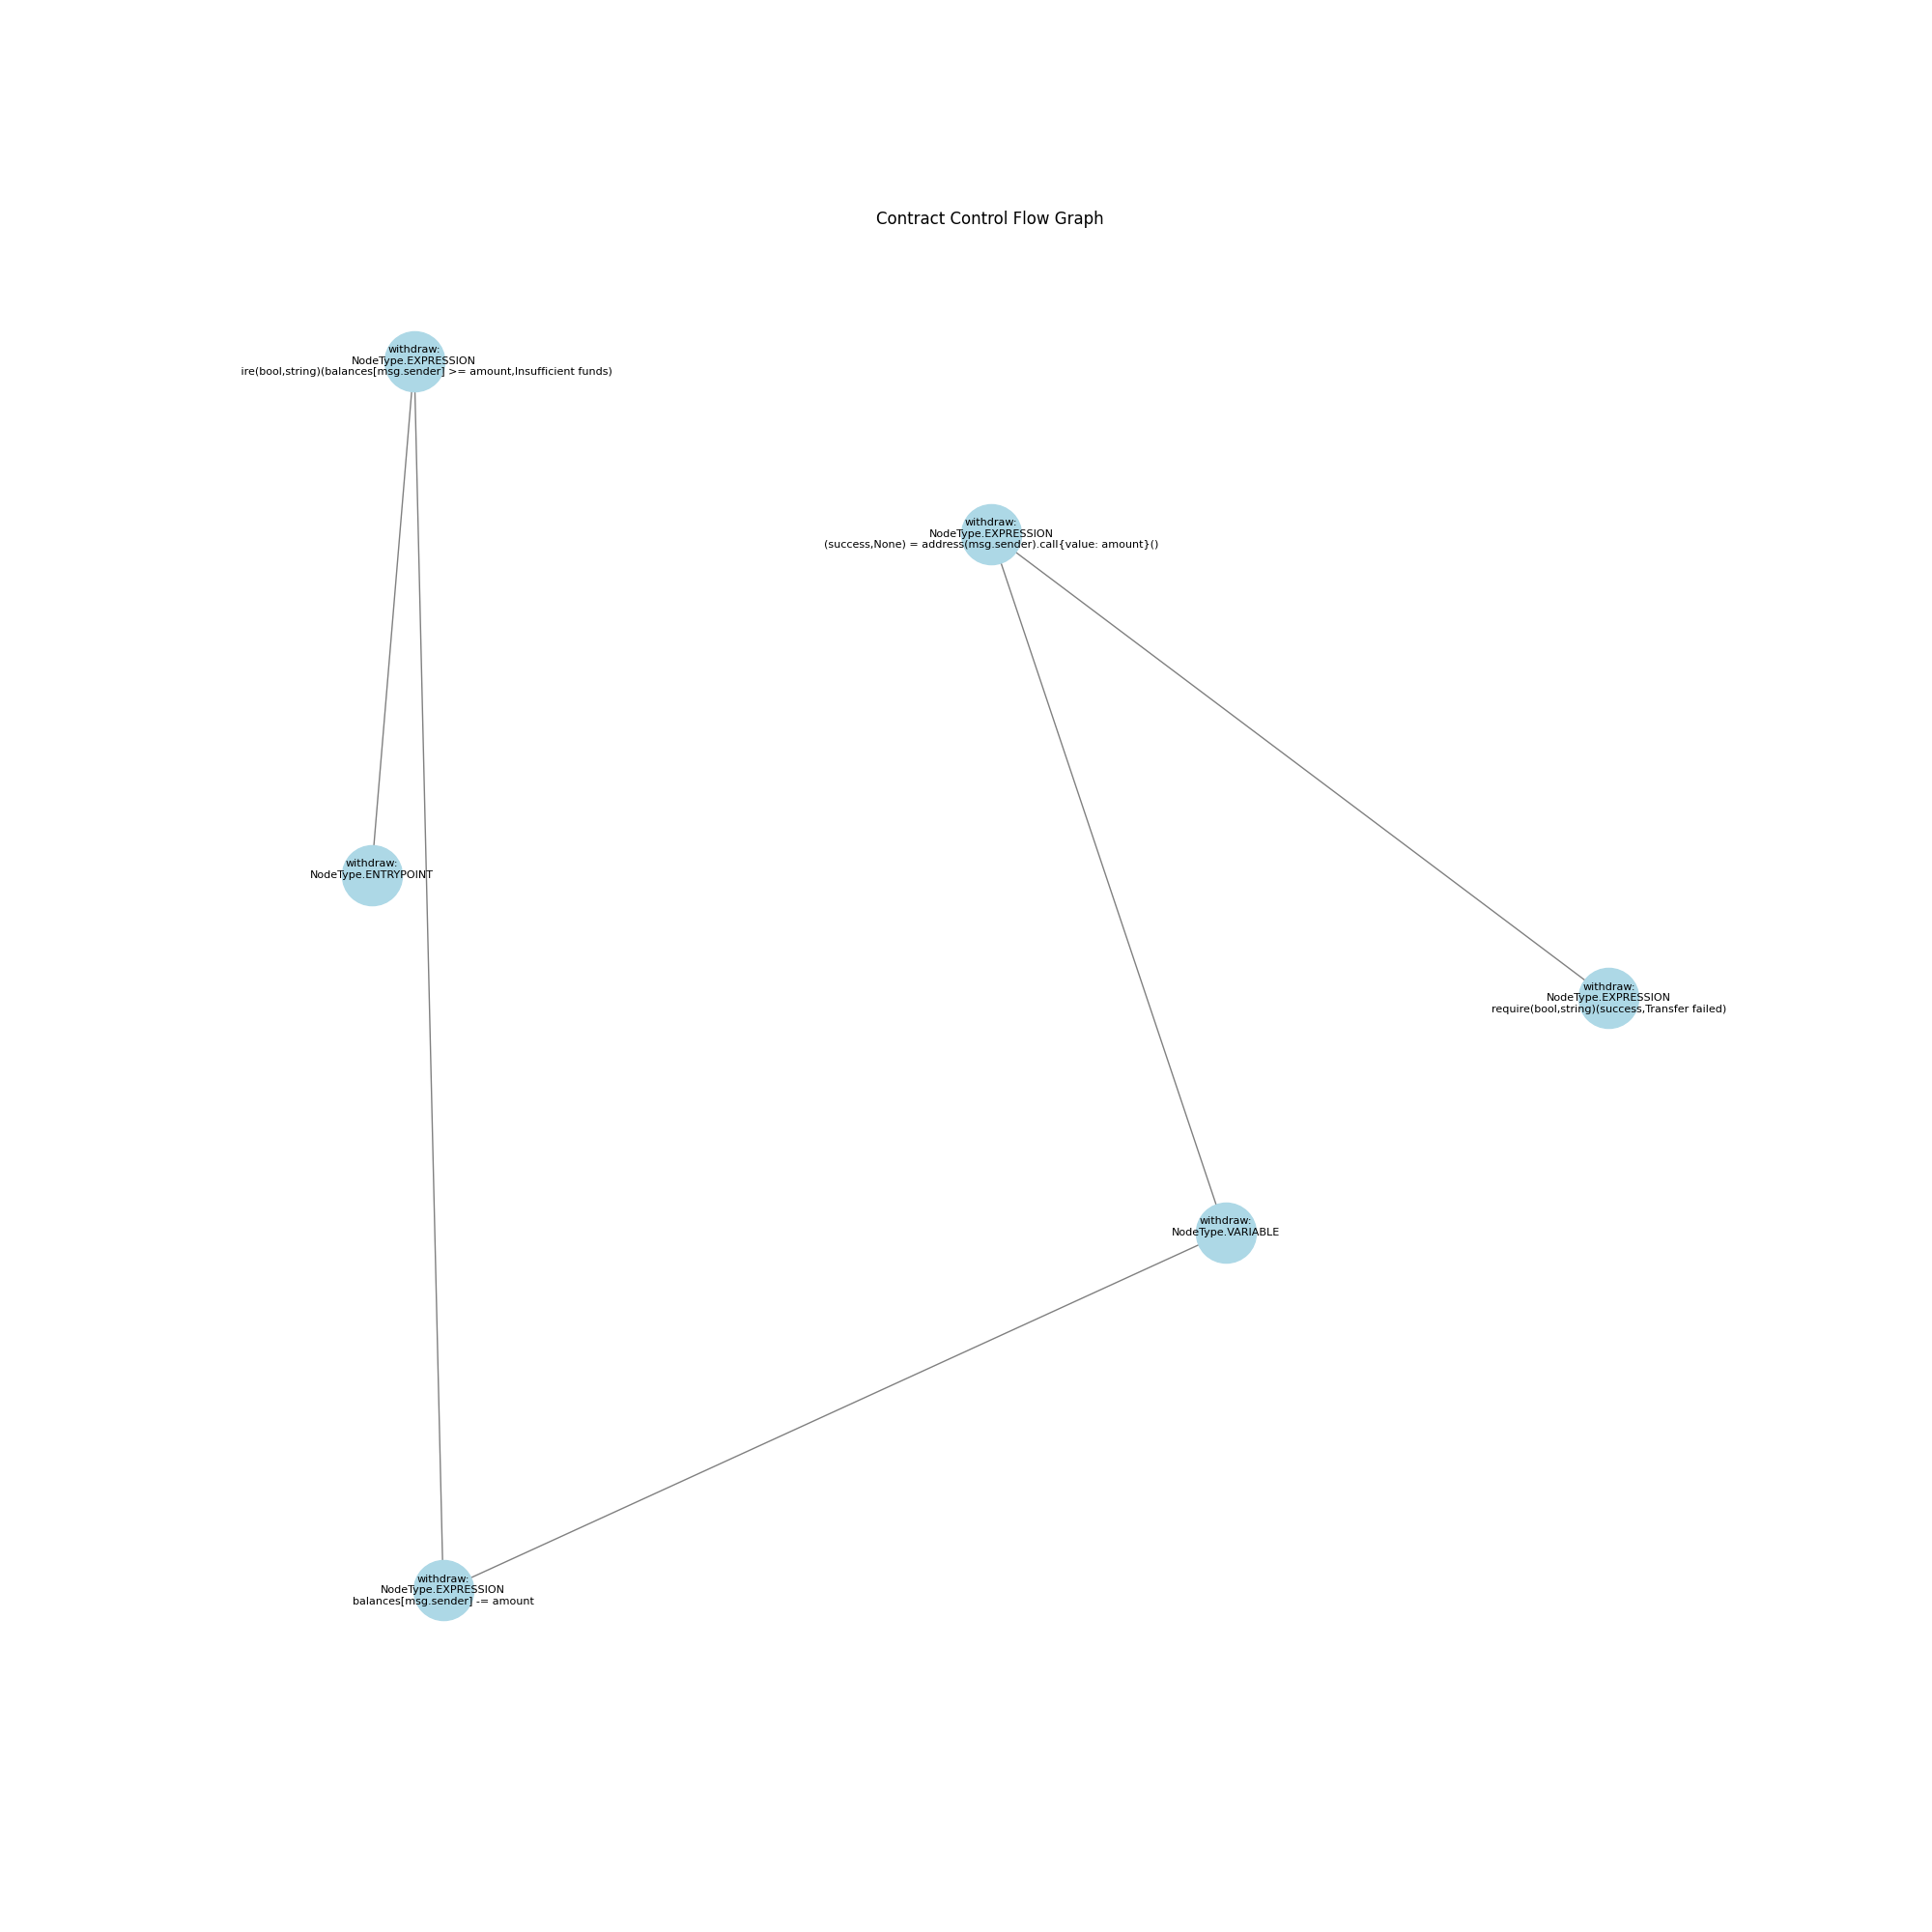 Contract Control Flow Graph
withdraw:
NodeType.EXPRESSION
ire(bool,string)(balances[msg.sender] >= amount,Insufficient funds)
withdraw:
NodeType.EXPRESSION
(success,None) = address(msg.sender).call{value: amount}()
withdraw:
NodeType.ENTRYPOINT
withdraw:
NodeType.EXPRESSION
require(bool,string)(success,Transfer failed)
withdraw:
NodeType.VARIABLE
withdraw:
NodeType.EXPRESSION
balances[msg.sender] -= amount